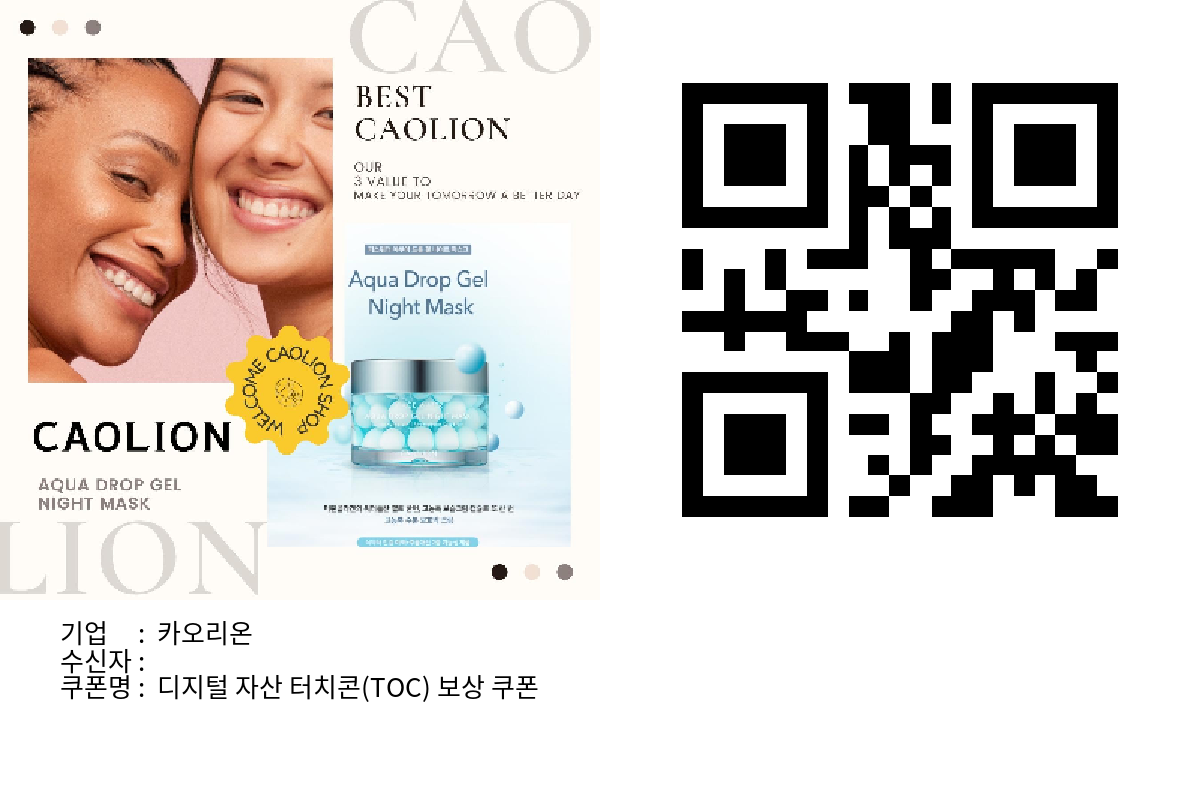 CAO
BEST
CAOLION
OUR
3 VALUE TO
MAKE YOUR TOMORROW A BETTER DAY
Aqua Drop Gel
Night Mask
WELCOME CAOLION SHOP
CAOLION
AQUA DROP GEL
NIGHT MASK
LION
기업 : 카오리온
수신자 :
쿠폰명 : 디지털 자산 터치콘(TOC) 보상 쿠폰